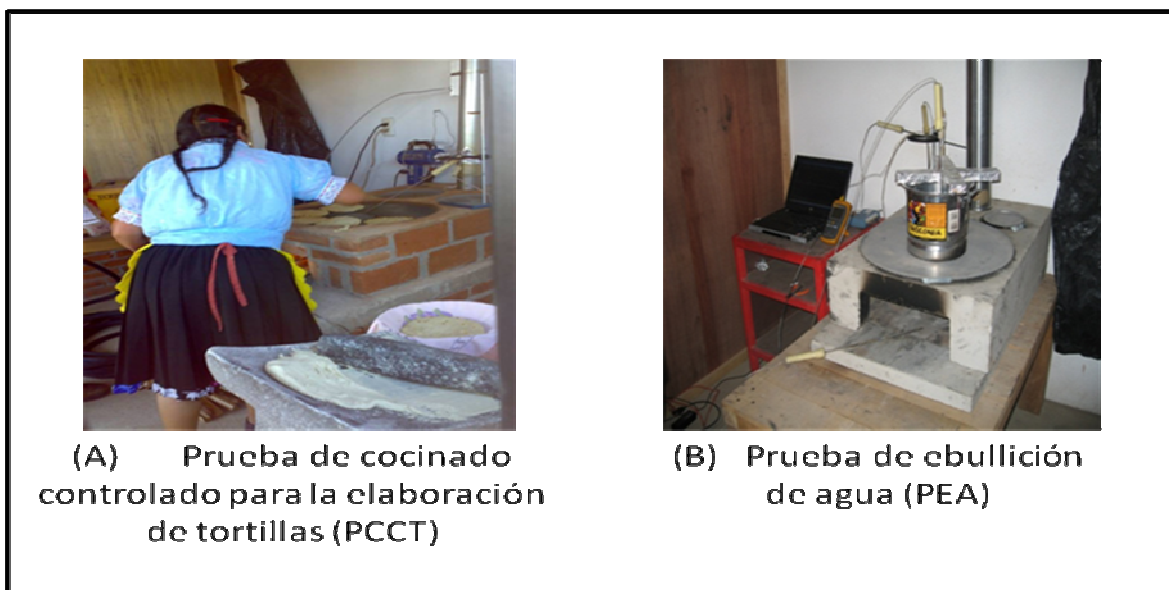 (A) Prueba de cocinado
controlado para la elaboración
de tortillas (PCCT)
(B) Prueba de ebullición
de agua (PEA)